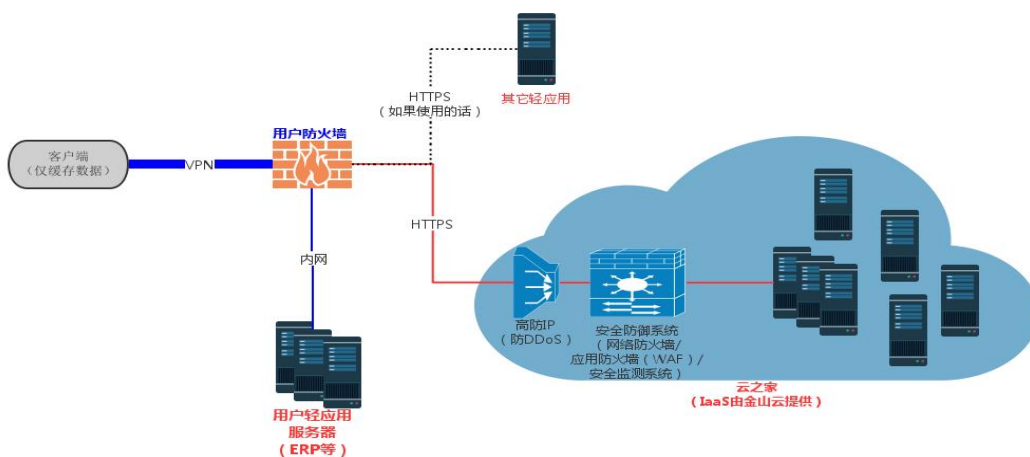 HTTPS
（如果使用的话）
其它轻应用
用户防火墙
客户端
（仅缓存数据）
VPN
HTTPS
内网
高防IP
（防DDoS）
安全防御系统
（网络防火墙/
应用防火墙（WAF）/
安全监测系统）
云之家
（IaaS由金山云提供）
用户轻应用
服务器
（ERP等）